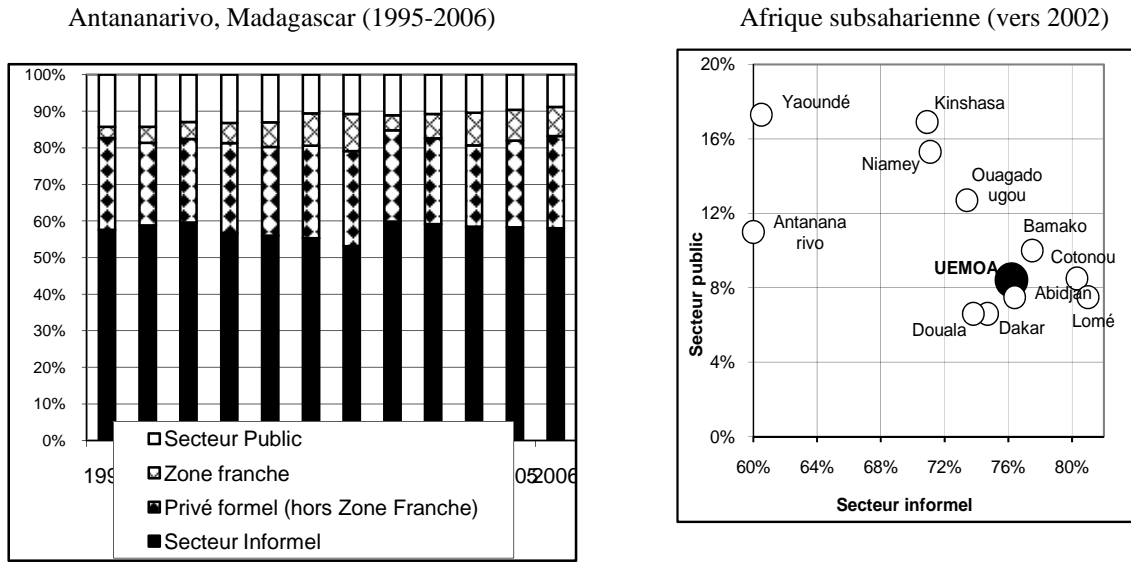 Antananarivo, Madagascar (1995-2006)
100%
90%
80%
70%
60%
50%
40%
30%
20%
10%
0%
199
5
2006
Secteur Public
Zone franche
Privé formel (hors Zone Franche)
Secteur Informel
Afrique subsaharienne (vers 2002)
Secteur public
20%
16%
12%
8%
4%
0%
Yaoundé
Kinshasa
Niamey
Ouagado
ugou
Antanana
rivo
Bamako
UEMOA
Cotonou
Abidjan
Douala
Dakar
Lomé
60%
64%
68%
72%
76%
80%
Secteur informel